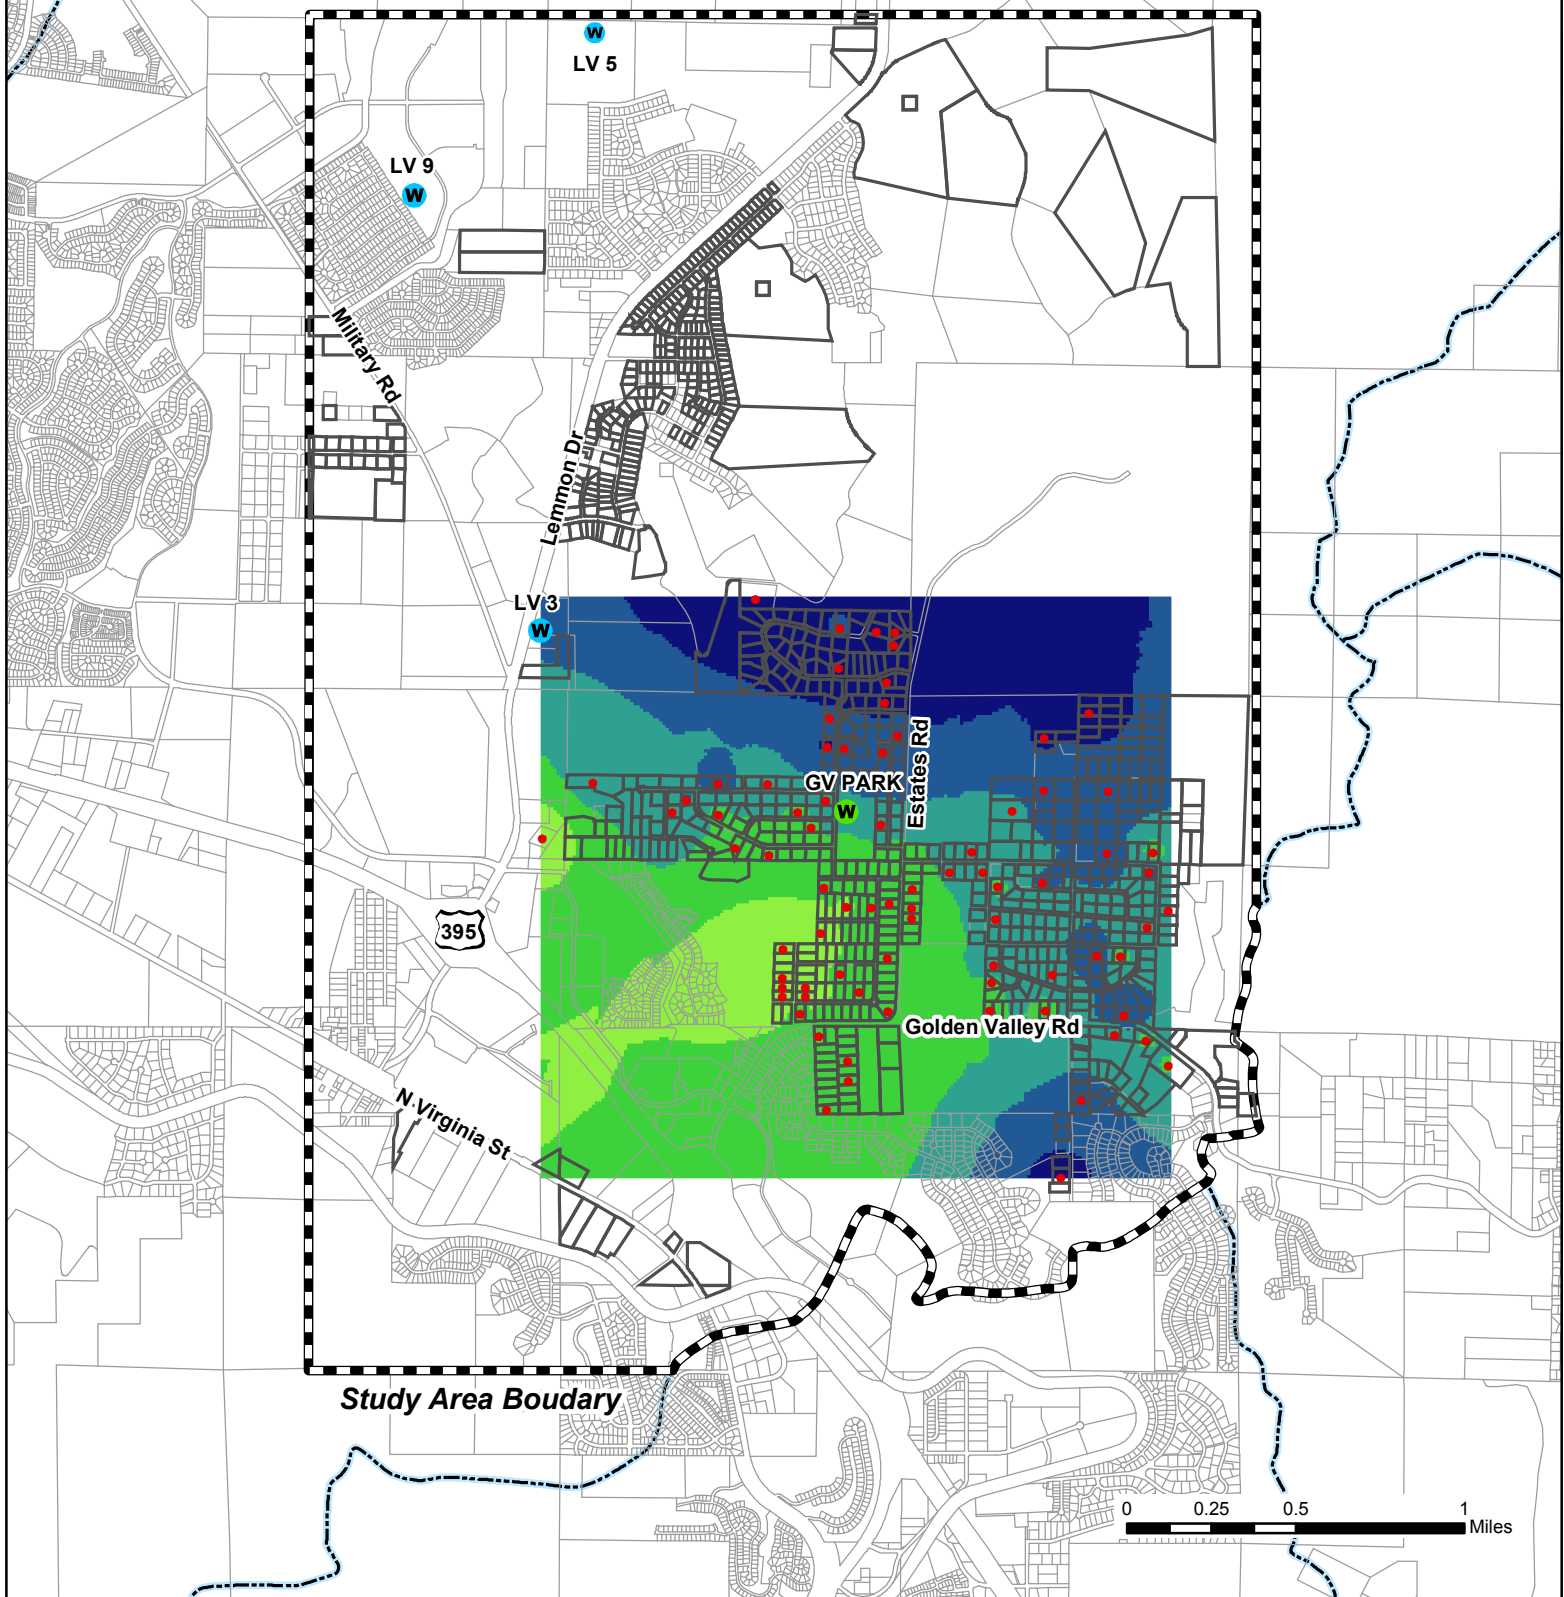 W
LV 5
LV 9
W
Military Rd
Lemmon Dr
LV 3
W
Estates Rd
GV PARK
W
395
Golden Valley Rd
N Virginia St
Study Area Boudary
0 0.25 0.5 1
Miles